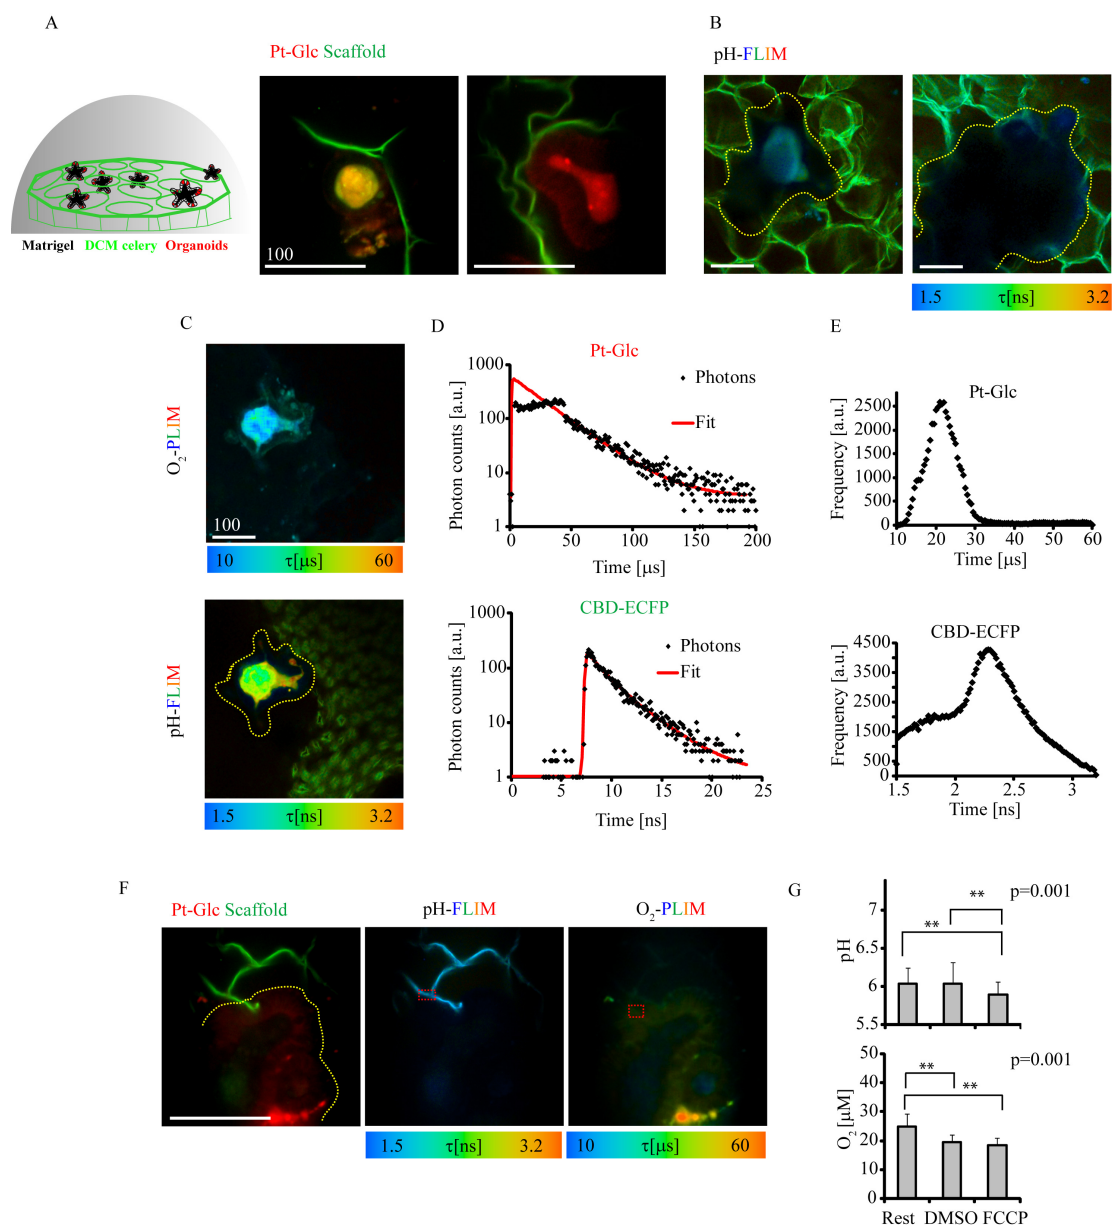 A
Pt-Glc Scaffold
100
Matrigel DCM celery Organoids
B
pH-FLIM
1.5 τ[ns] 3.2
C
O2-PLIM
100
10 τ[μs] 60
pH-FLIM
1.5 τ[ns] 3.2
D
Pt-Glc
Photon counts [a.u.]
1000
100
10
1
Photons
Fit
0 50 100 150 200
Time [μs]
CBD-ECFP
Photon counts [a.u.]
1000
100
10
1
Photons
Fit
0 5 10 15 20 25
Time [ns]
E
Pt-Glc
Frequency [a.u.]
2500
2000
1500
1000
500
0
10 20 30 40 50 60
Time [μs]
CBD-ECFP
Frequency [a.u.]
4500
3750
3000
2250
1500
750
0
1.5 2 2.5 3
Time [ns]
F
Pt-Glc Scaffold
pH-FLIM
O2-PLIM
1.5 τ[ns] 3.2
10 τ[μs] 60
G
pH
7
6.5
6
5.5
**
**
p=0.001
O2 [μM]
50
40
30
20
10
0
**
**
p=0.001
Rest DMSO FCCP